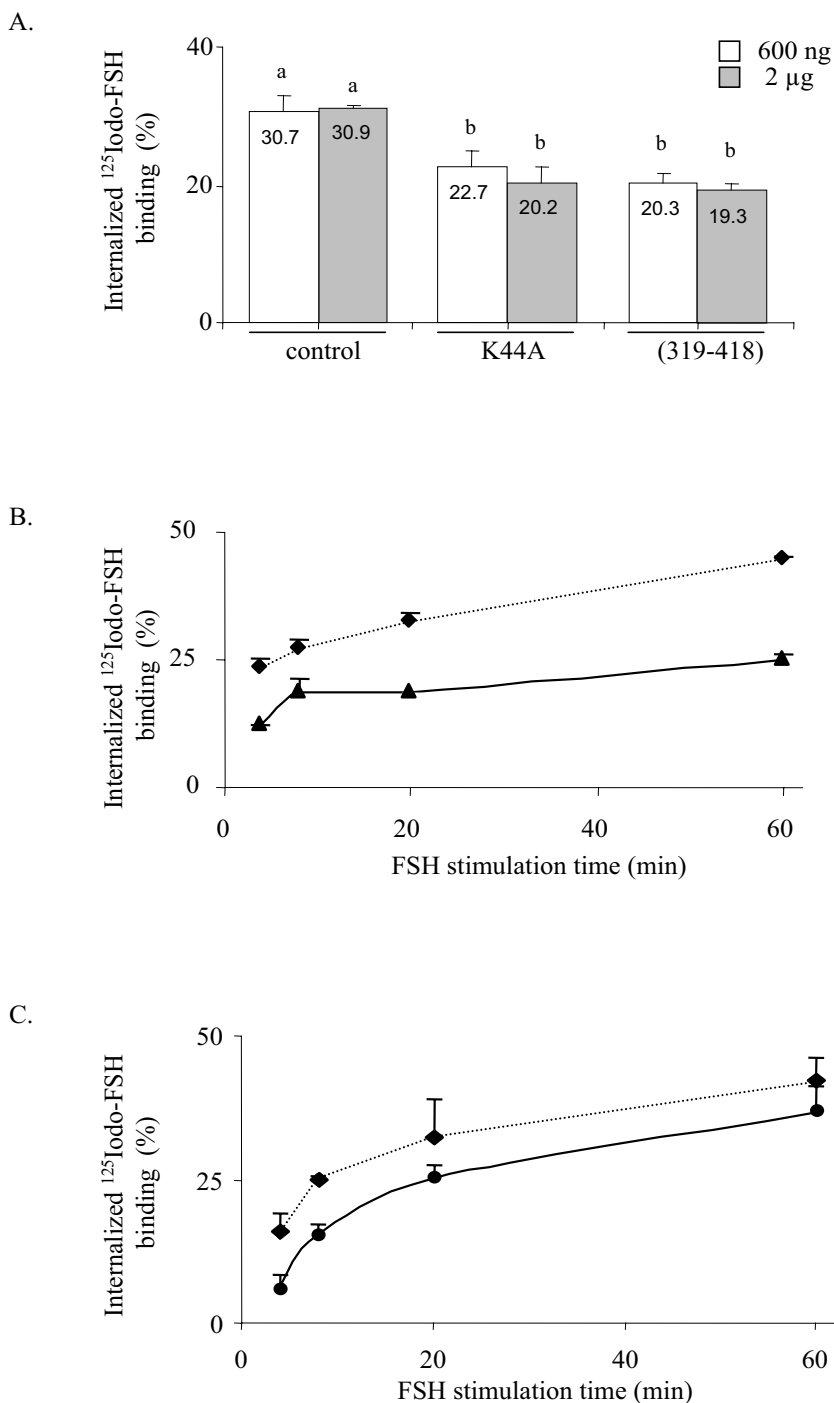 A.
Internalized ¹²⁵Iodo-FSH
binding (%)
40
20
0
600 ng
2 µg
a
a
b
b
b
b
30.7
30.9
22.7
20.2
20.3
19.3
control
K44A
(319-418)
B.
Internalized ¹²⁵Iodo-FSH
binding (%)
50
25
0
0
20
40
60
FSH stimulation time (min)
C.
Internalized ¹²⁵Iodo-FSH
binding (%)
50
25
0
0
20
40
60
FSH stimulation time (min)